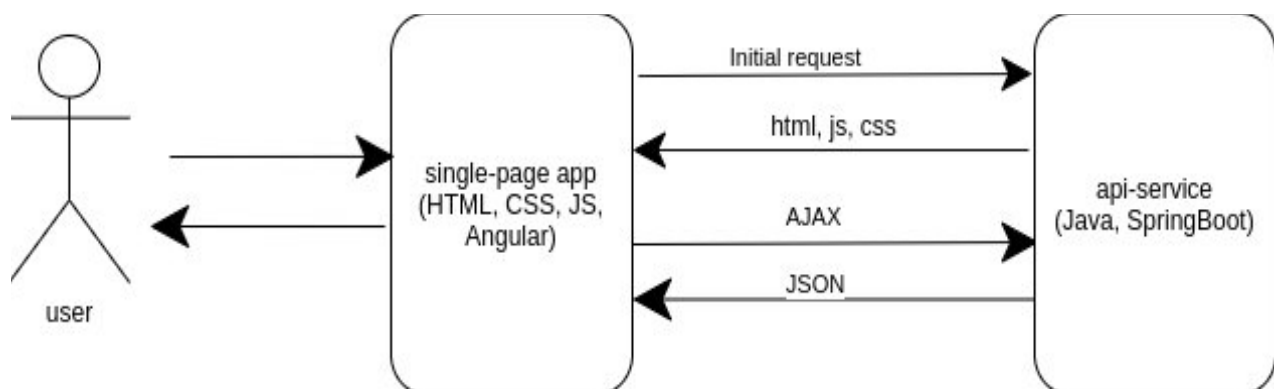 user
single-page app
(HTML, CSS, JS,
Angular)
Initial request
html, js, css
AJAX
JSON
api-service
(Java, SpringBoot)